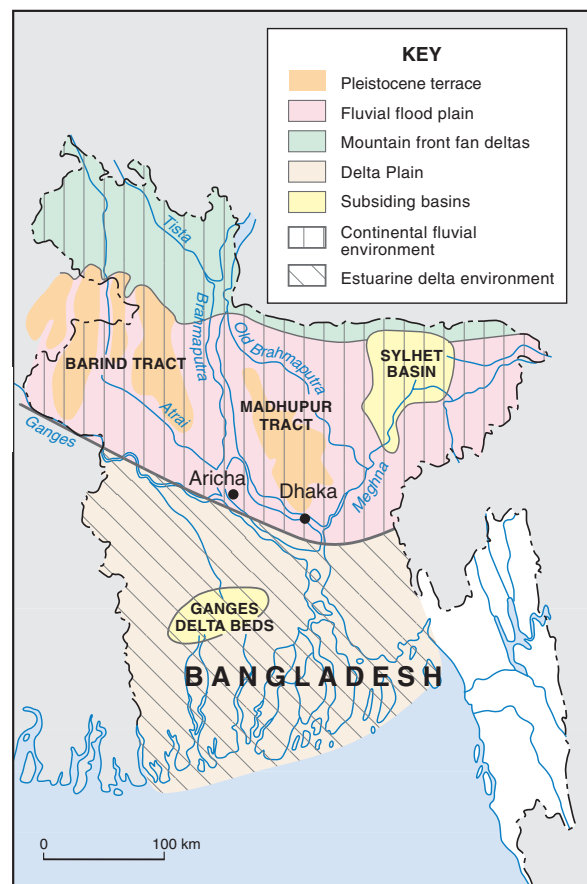 KEY
Pleistocene terrace
Fluvial flood plain
Mountain front fan deltas
Delta Plain
Subsiding basins
Continental fluvial
environment
Estuarine delta environment
Tista
Brahmaputra
Old Brahmaputra
SYLHET
BASIN
BARIND TRACT
MADHUPUR
TRACT
Atrai
Ganges
Meghna
Aricha
Dhaka
GANGES
DELTA BEDS
BANGLADESH
0 100 km